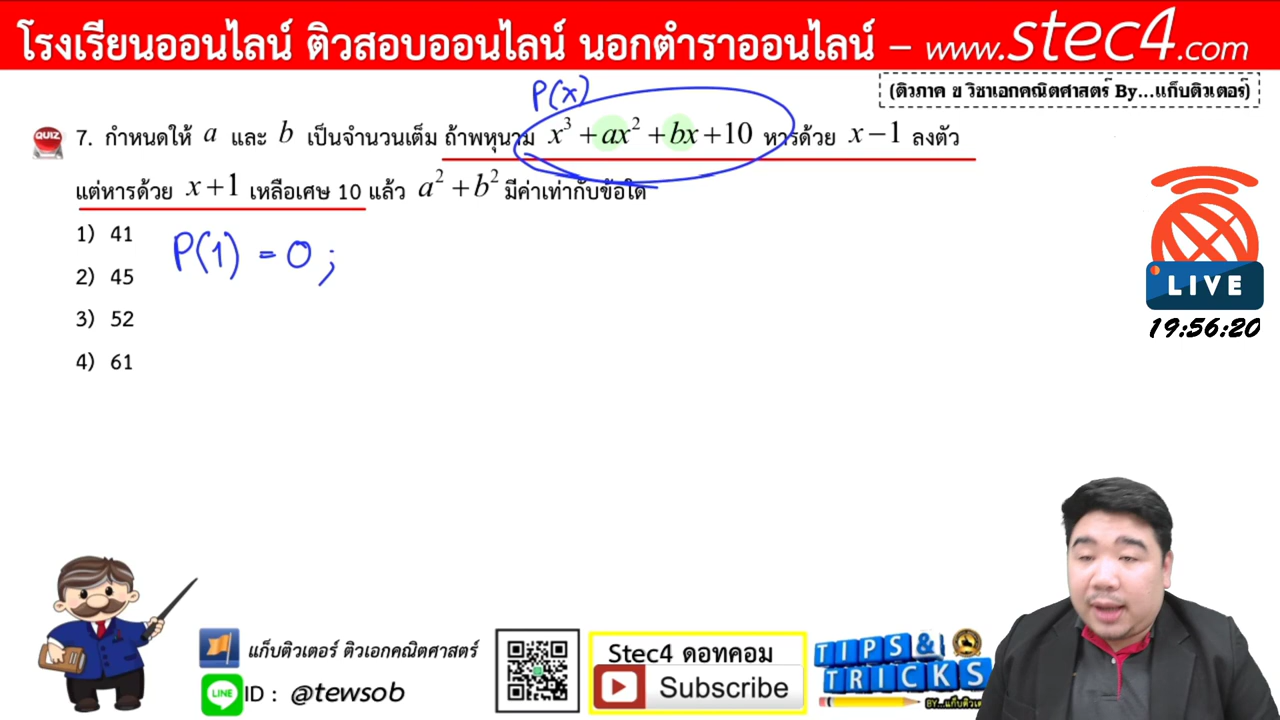 โรงเรียนออนไลน์ ติวสอบออนไลน์ นอกตำราออนไลน์ – www.stec4.com
(ติวภาค ข วิชาเอกคณิตศาสตร์ By...แก็บติวเตอร์)
P(x)
QUIZ 7. กำหนดให้ a และ b เป็นจำนวนเต็ม ถ้าพหุนาม x³ + ax² + bx + 10 หารด้วย x − 1 ลงตัว
แต่หารด้วย x + 1 เหลือเศษ 10 แล้ว a² + b² มีค่าเท่ากับข้อใด
1) 41
P(1) = 0 ;
2) 45
3) 52
4) 61
LIVE
19:56:20
แก็บติวเตอร์ ติวเอกคณิตศาสตร์
LINE ID : @tewsob
Stec4 ดอทคอม
Subscribe
TIPS &
TRICKS